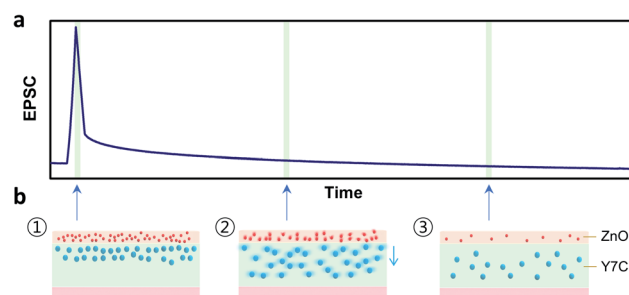 a
EPSC
Time
b
① ② ③
ZnO
Y7C